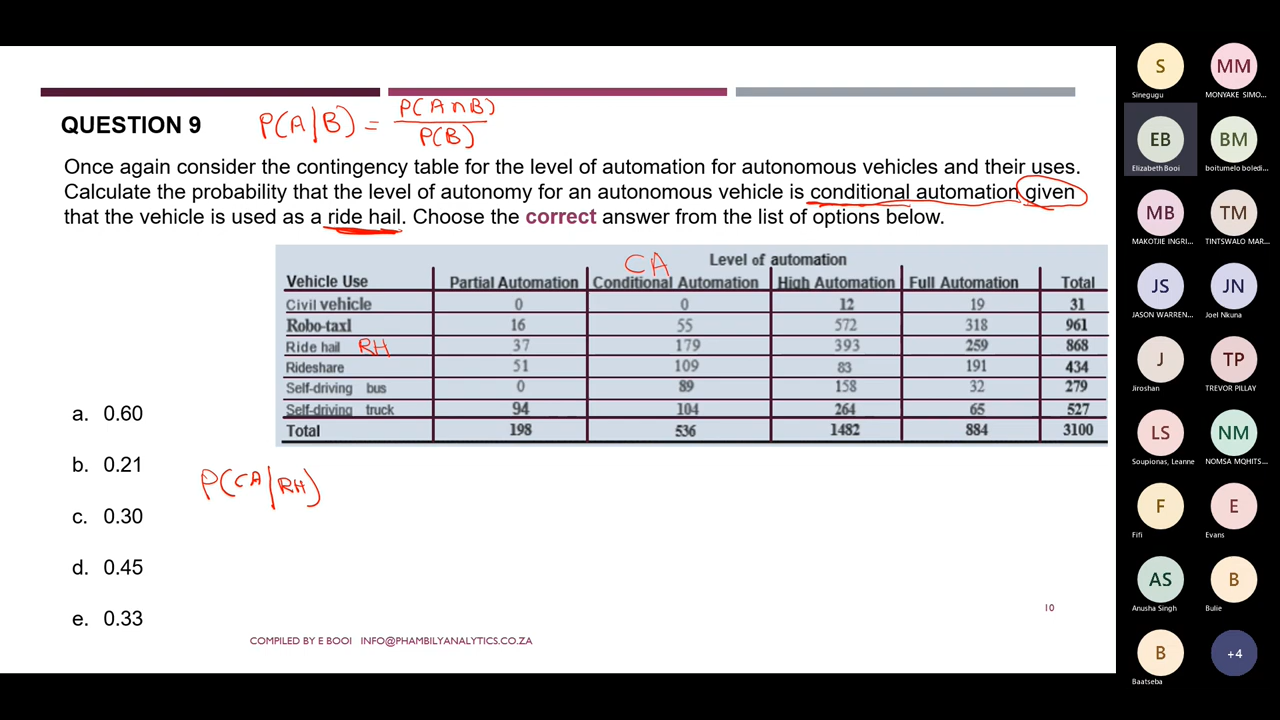 QUESTION 9
P(A|B) = P(A∩B) / P(B)
Once again consider the contingency table for the level of automation for autonomous vehicles and their uses.
Calculate the probability that the level of autonomy for an autonomous vehicle is conditional automation given
that the vehicle is used as a ride hail. Choose the correct answer from the list of options below.
CA
Level of automation
Vehicle Use Partial Automation Conditional Automation High Automation Full Automation Total
Civil vehicle 0 0 12 19 31
Robo-taxl 16 55 572 318 961
Ride hail RH 37 179 393 259 868
Rideshare 51 109 83 191 434
Self-driving bus 0 89 158 32 279
Self-driving truck 94 104 264 65 527
Total 198 536 1482 884 3100
a. 0.60
b. 0.21
P(CA|RH)
c. 0.30
d. 0.45
e. 0.33
10
COMPILED BY E BOOI INFO@PHAMBILYANALYTICS.CO.ZA
S MM
Sinegugu MONYAKE SIMO...
EB BM
Elizabeth Booi boitumelo boledi...
MB TM
MAKOTJIE INGRI... TINTSWALO MAR...
JS JN
JASON WARREN... Joel Nkuna
J TP
Jiroshan TREVOR PILLAY
LS NM
Soupionas, Leanne NOMSA MQHITS...
F E
Fifi Evans
AS B
Anusha Singh Bulie
B +4
Baatseba